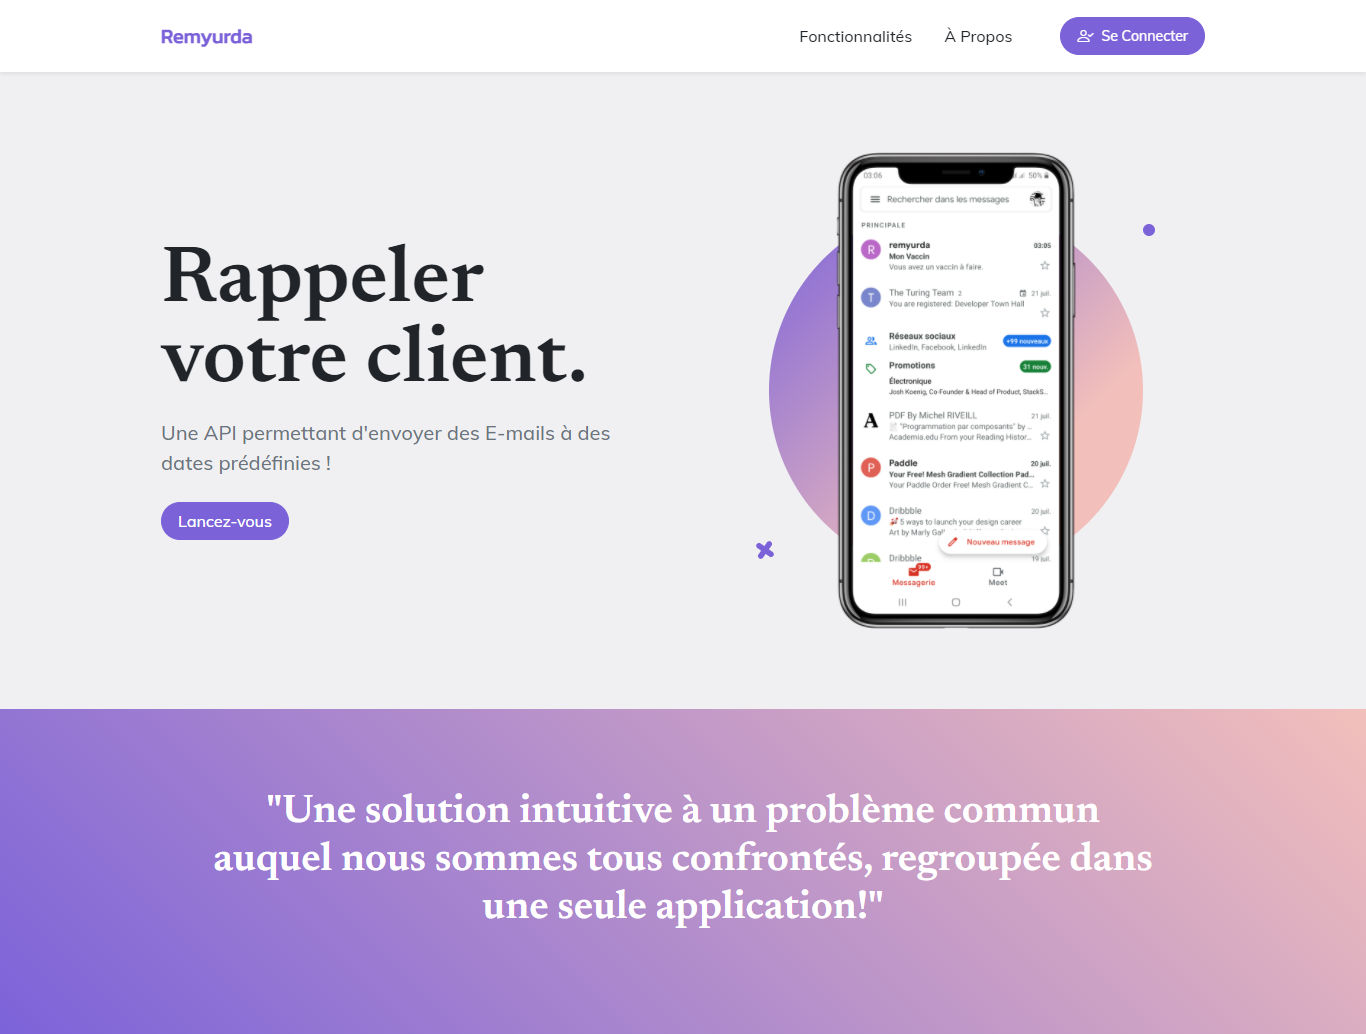 Remyurda
Fonctionnalités
À Propos
Se Connecter
Rappeler
votre client.
Une API permettant d'envoyer des E-mails à des
dates prédéfinies !
Lancez-vous
03:06
50%
Rechercher dans les messages
PRINCIPALE
R
remyurda
03:05
Mon Vaccin
Vous avez un vaccin à faire.
T
The Turing Team 2
21 juil.
You are registered: Developer Town Hall
Réseaux sociaux
LinkedIn, Facebook, LinkedIn
+99 nouveaux
Promotions
31 nouv.
Électronique
Josh Koenig, Co-Founder & Head of Product, StackS...
A
PDF By Michel RIVEILL
21 juil.
"Programmation par composants" by ...
Academia.edu From your Reading Histor...
P
Paddle
20 juil.
Your Free! Mesh Gradient Collection Pad...
Your Paddle Order Free! Mesh Gradient C...
D
Dribbble
20 juil.
5 ways to launch your design career
Art by Marly
Nouveau message
Dribbble
19 juil.
99+
Messagerie
Meet
"Une solution intuitive à un problème commun
auquel nous sommes tous confrontés, regroupée dans
une seule application!"